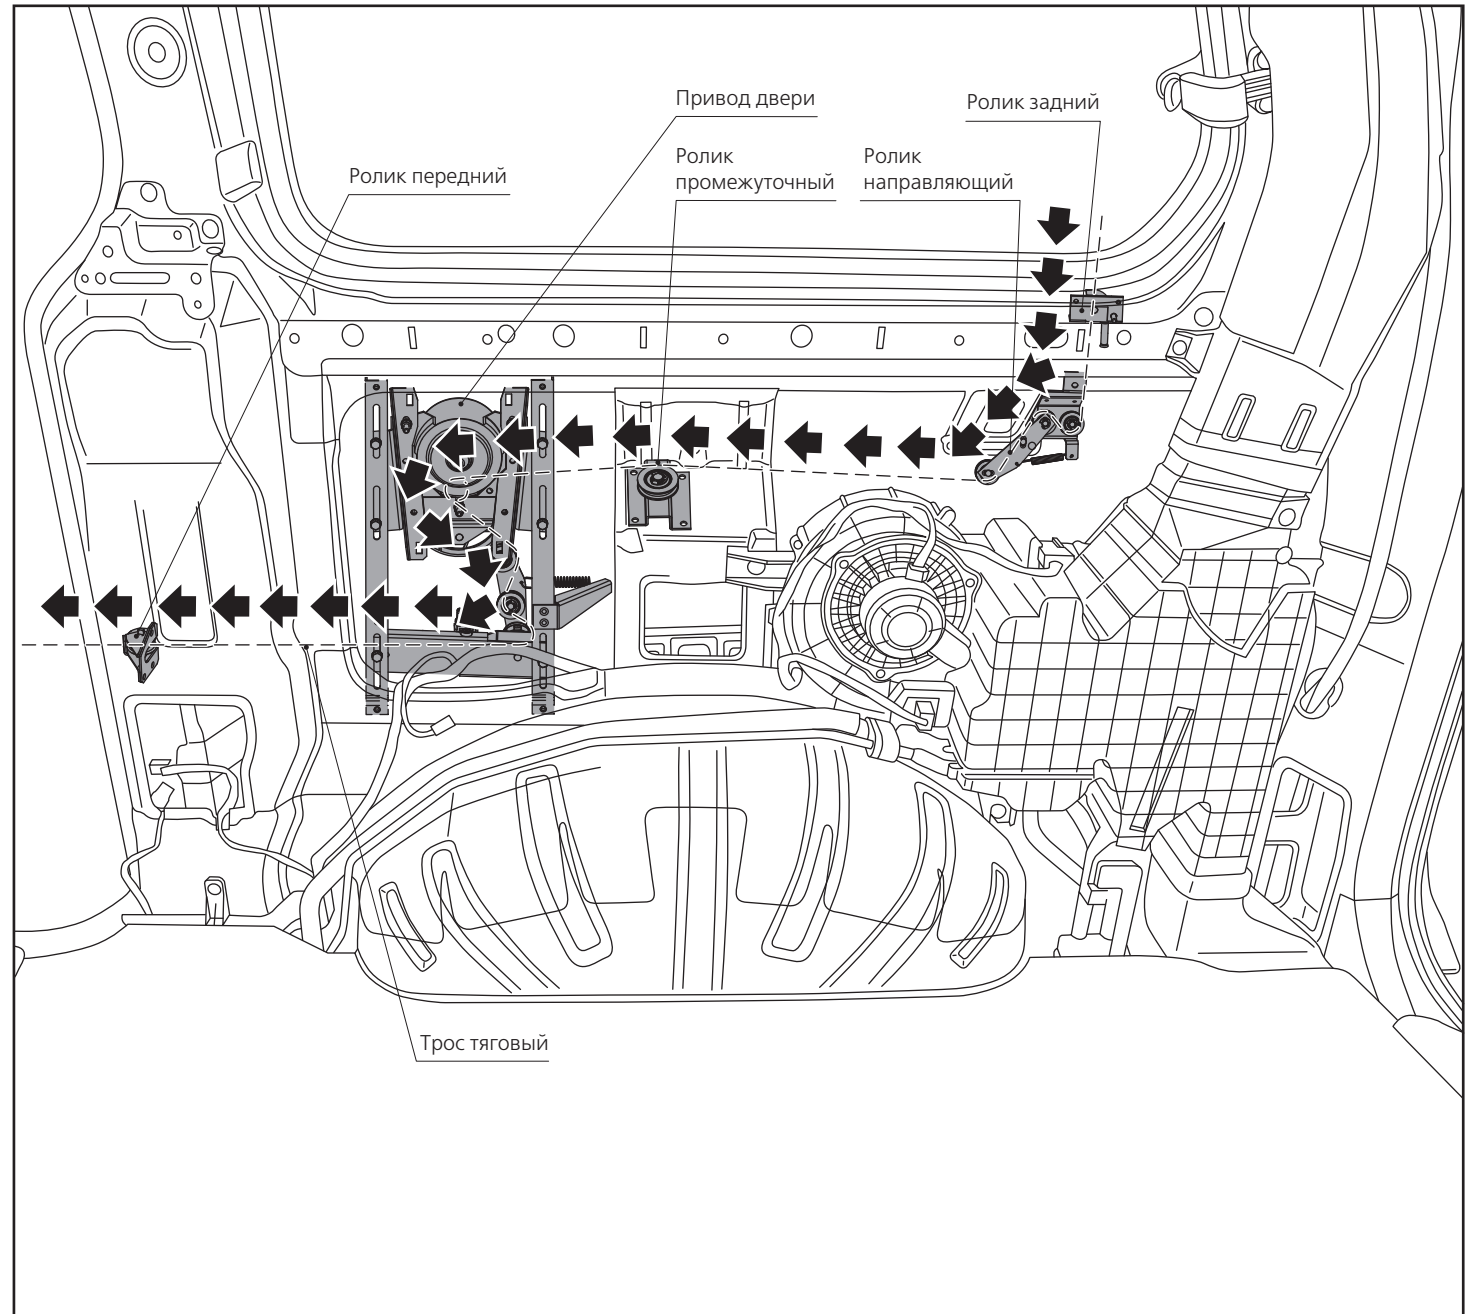 Привод двери
Ролик задний
Ролик
промежуточный
Ролик
направляющий
Ролик передний
Трос тяговый